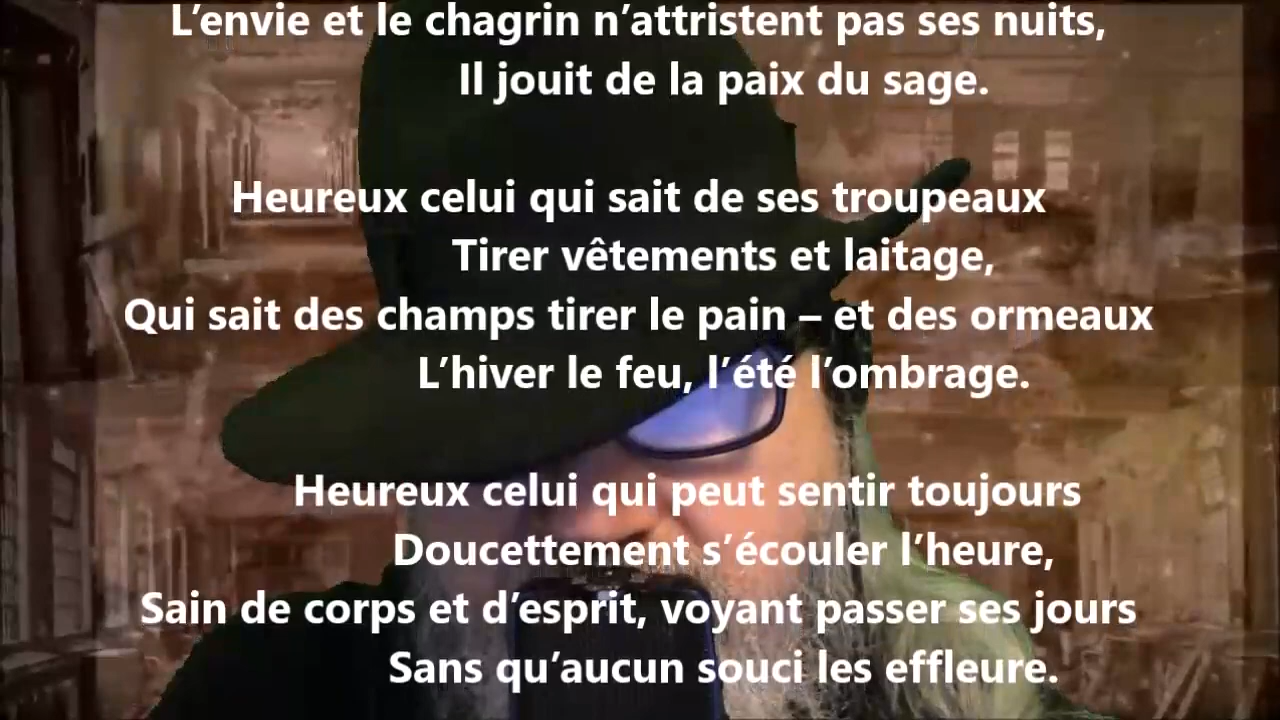 L’envie et le chagrin n’attristent pas ses nuits,
Il jouit de la paix du sage.
Heureux celui qui sait de ses troupeaux
Tirer vêtements et laitage,
Qui sait des champs tirer le pain – et des ormeaux
L’hiver le feu, l’été l’ombrage.
Heureux celui qui peut sentir toujours
Doucettement s’écouler l’heure,
Sain de corps et d’esprit, voyant passer ses jours
Sans qu’aucun souci les effleure.